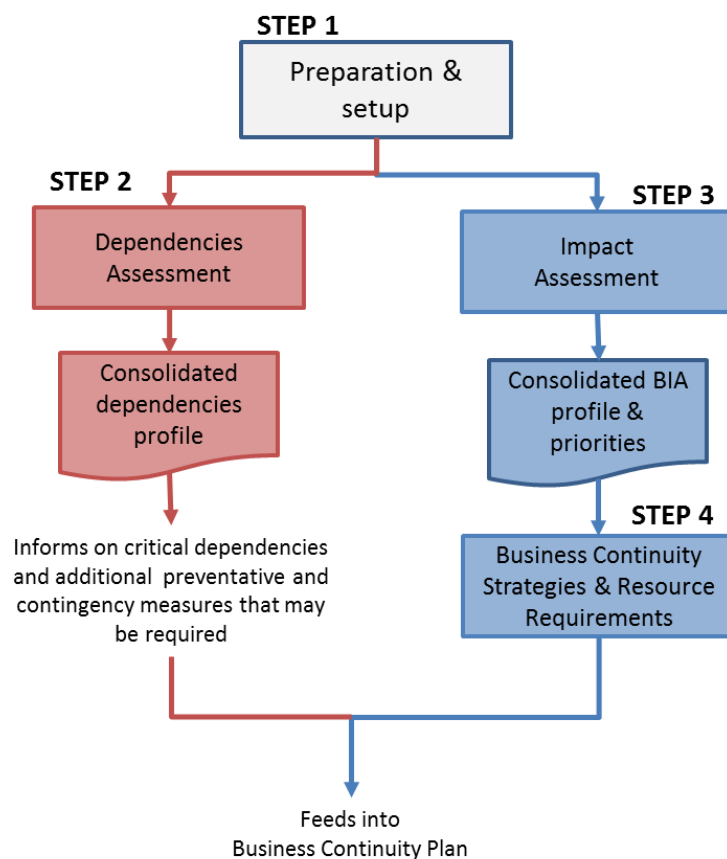 STEP 1
Preparation &
setup
STEP 2
Dependencies
Assessment
Consolidated
dependencies
profile
Informs on critical dependencies
and additional preventative and
contingency measures that may
be required
STEP 3
Impact
Assessment
Consolidated BIA
profile &
priorities
STEP 4
Business Continuity
Strategies & Resource
Requirements
Feeds into
Business Continuity Plan